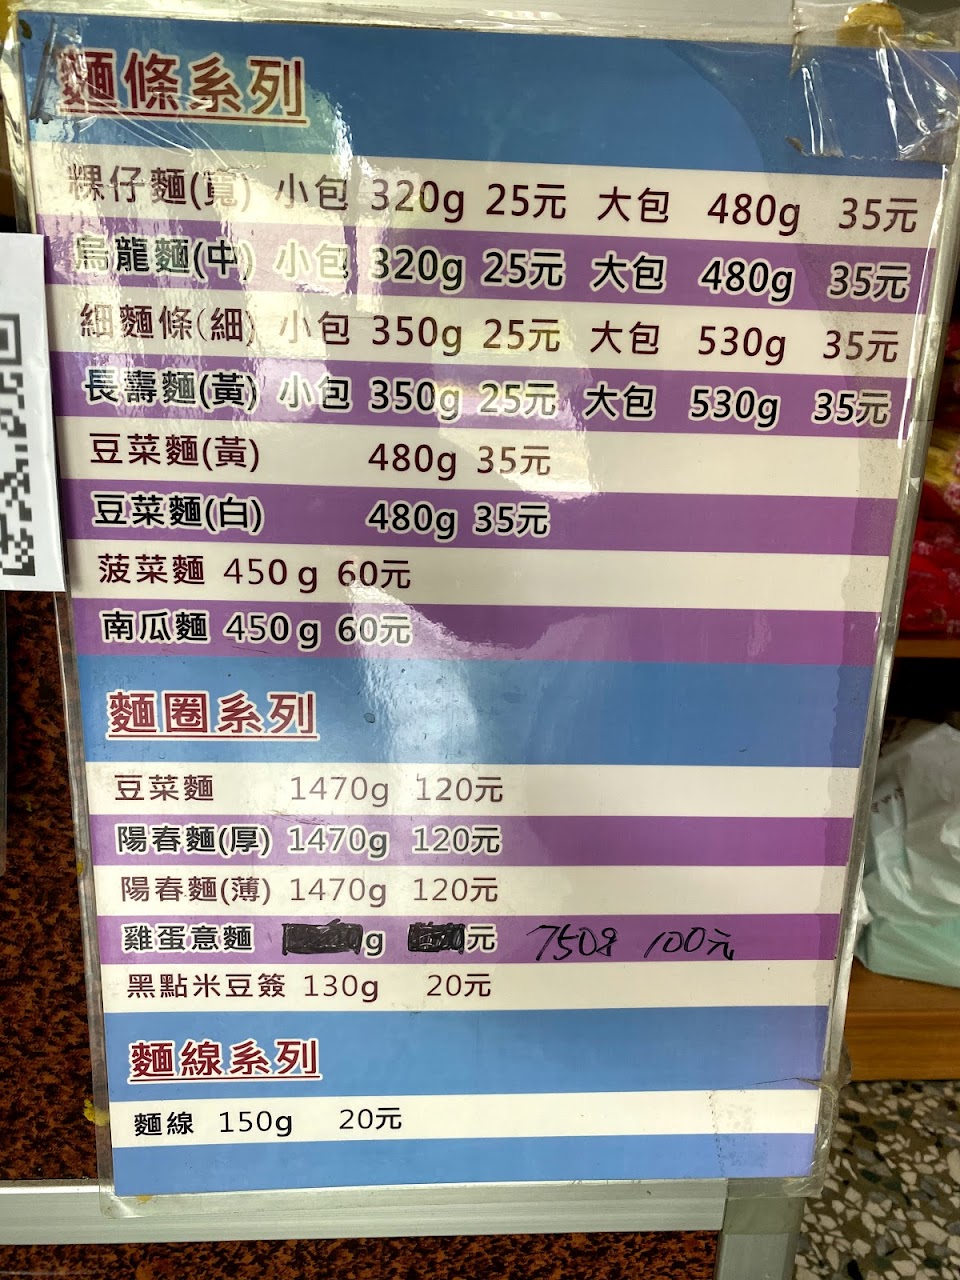 麵條系列
粿仔麵(寬) 小包 320g 25元 大包 480g 35元
烏龍麵(中) 小包 320g 25元 大包 480g 35元
細麵條(細) 小包 350g 25元 大包 530g 35元
長壽麵(黃) 小包 350g 25元 大包 530g 35元
豆菜麵(黃) 480g 35元
豆菜麵(白) 480g 35元
菠菜麵 450g 60元
南瓜麵 450g 60元
麵圈系列
豆菜麵 1470g 120元
陽春麵(厚) 1470g 120元
陽春麵(薄) 1470g 120元
雞蛋意麵 g 元 750g 100元
黑點米豆簽 130g 20元
麵線系列
麵線 150g 20元